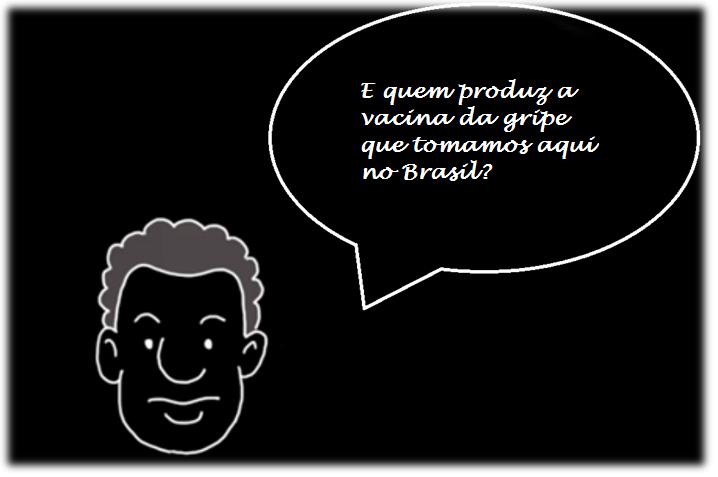 E quem produz a
vacina da gripe
que tomamos aqui
no Brasil?